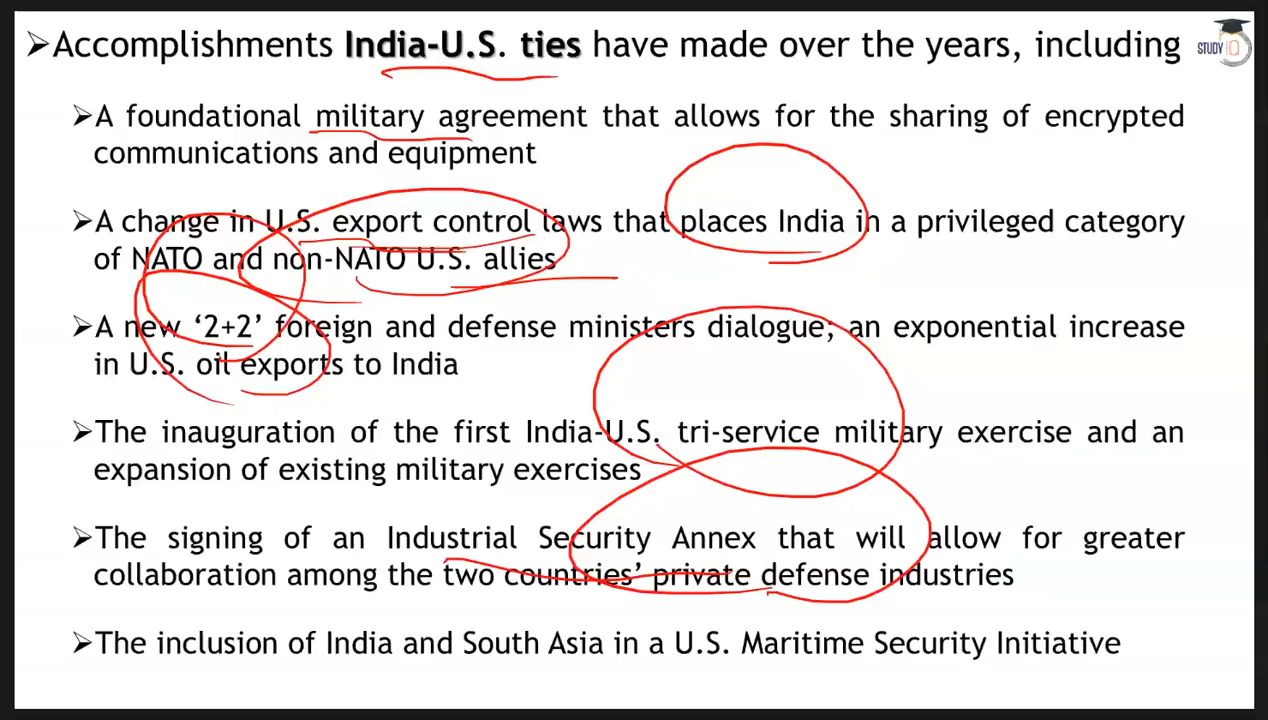 ➢Accomplishments India-U.S. ties have made over the years, including
STUDY IQ
➢A foundational military agreement that allows for the sharing of encrypted
communications and equipment
➢A change in U.S. export control laws that places India in a privileged category
of NATO and non-NATO U.S. allies
➢A new ‘2+2’ foreign and defense ministers dialogue; an exponential increase
in U.S. oil exports to India
➢The inauguration of the first India-U.S. tri-service military exercise and an
expansion of existing military exercises
➢The signing of an Industrial Security Annex that will allow for greater
collaboration among the two countries’ private defense industries
➢The inclusion of India and South Asia in a U.S. Maritime Security Initiative